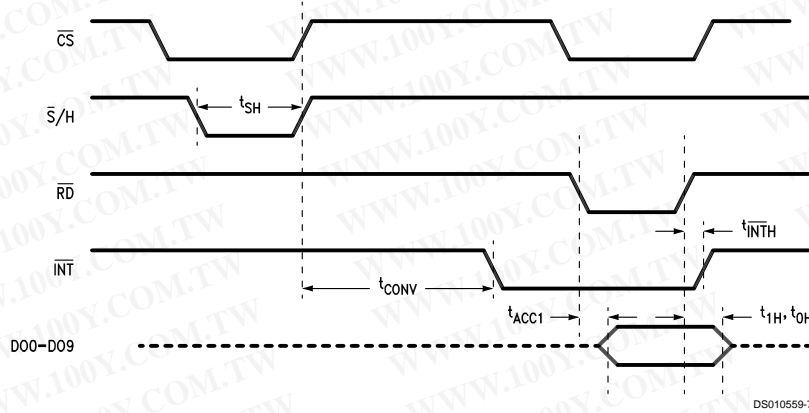 CS
S/H
tSH
RD
tINTH
INT
tCONV
tACC1
t1H, t0H
DO0–DO9
DS010559-
WWW.100Y.COM.TW